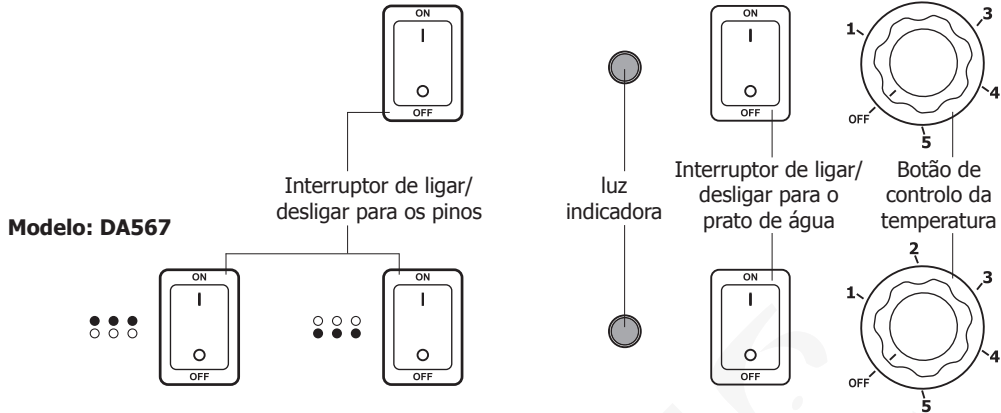 ON
I
O
OFF
ON
I
O
OFF
1
3
4
5
OFF
Interruptor de ligar/
desligar para os pinos
luz
indicadora
Interruptor de ligar/
desligar para o
prato de água
Botão de
controlo da
temperatura
Modelo: DA567
ON
I
O
OFF
ON
I
O
OFF
ON
I
O
OFF
1
2
3
4
5
OFF